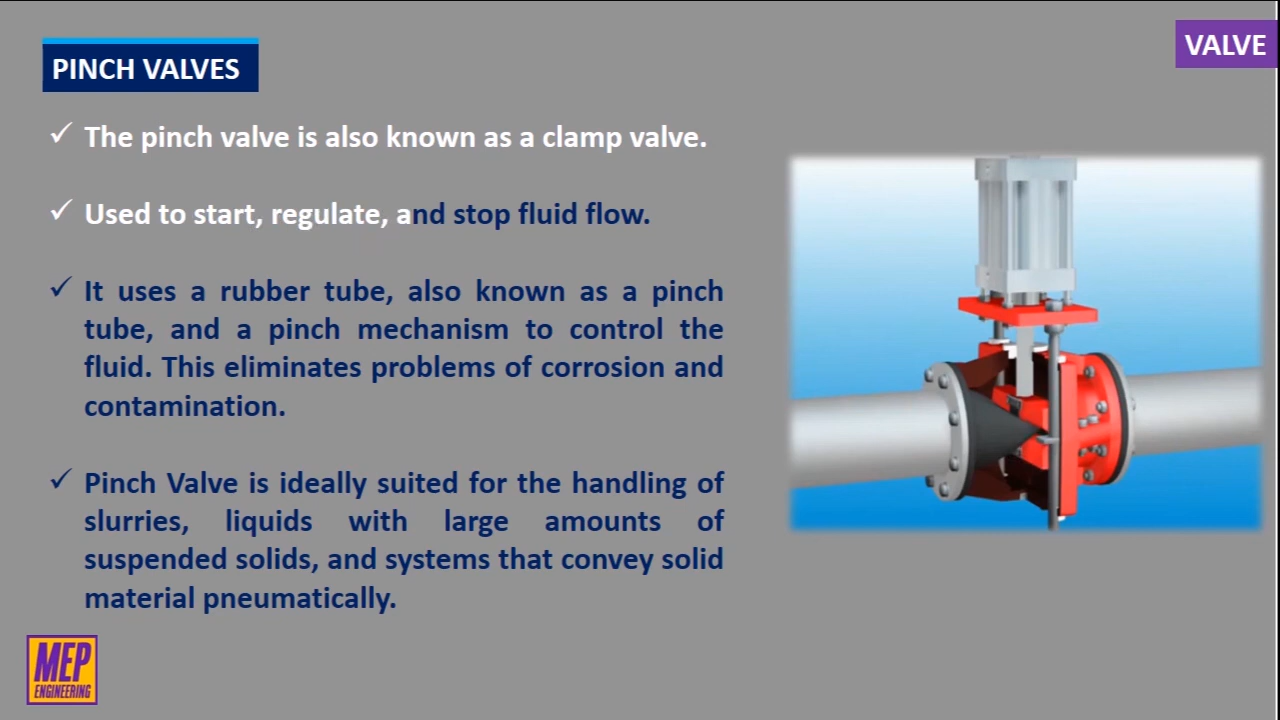 VALVE
PINCH VALVES
✓ The pinch valve is also known as a clamp valve.
✓ Used to start, regulate, and stop fluid flow.
✓ It uses a rubber tube, also known as a pinch
tube, and a pinch mechanism to control the
fluid. This eliminates problems of corrosion and
contamination.
✓ Pinch Valve is ideally suited for the handling of
slurries, liquids with large amounts of
suspended solids, and systems that convey solid
material pneumatically.
MEP
ENGINEERING